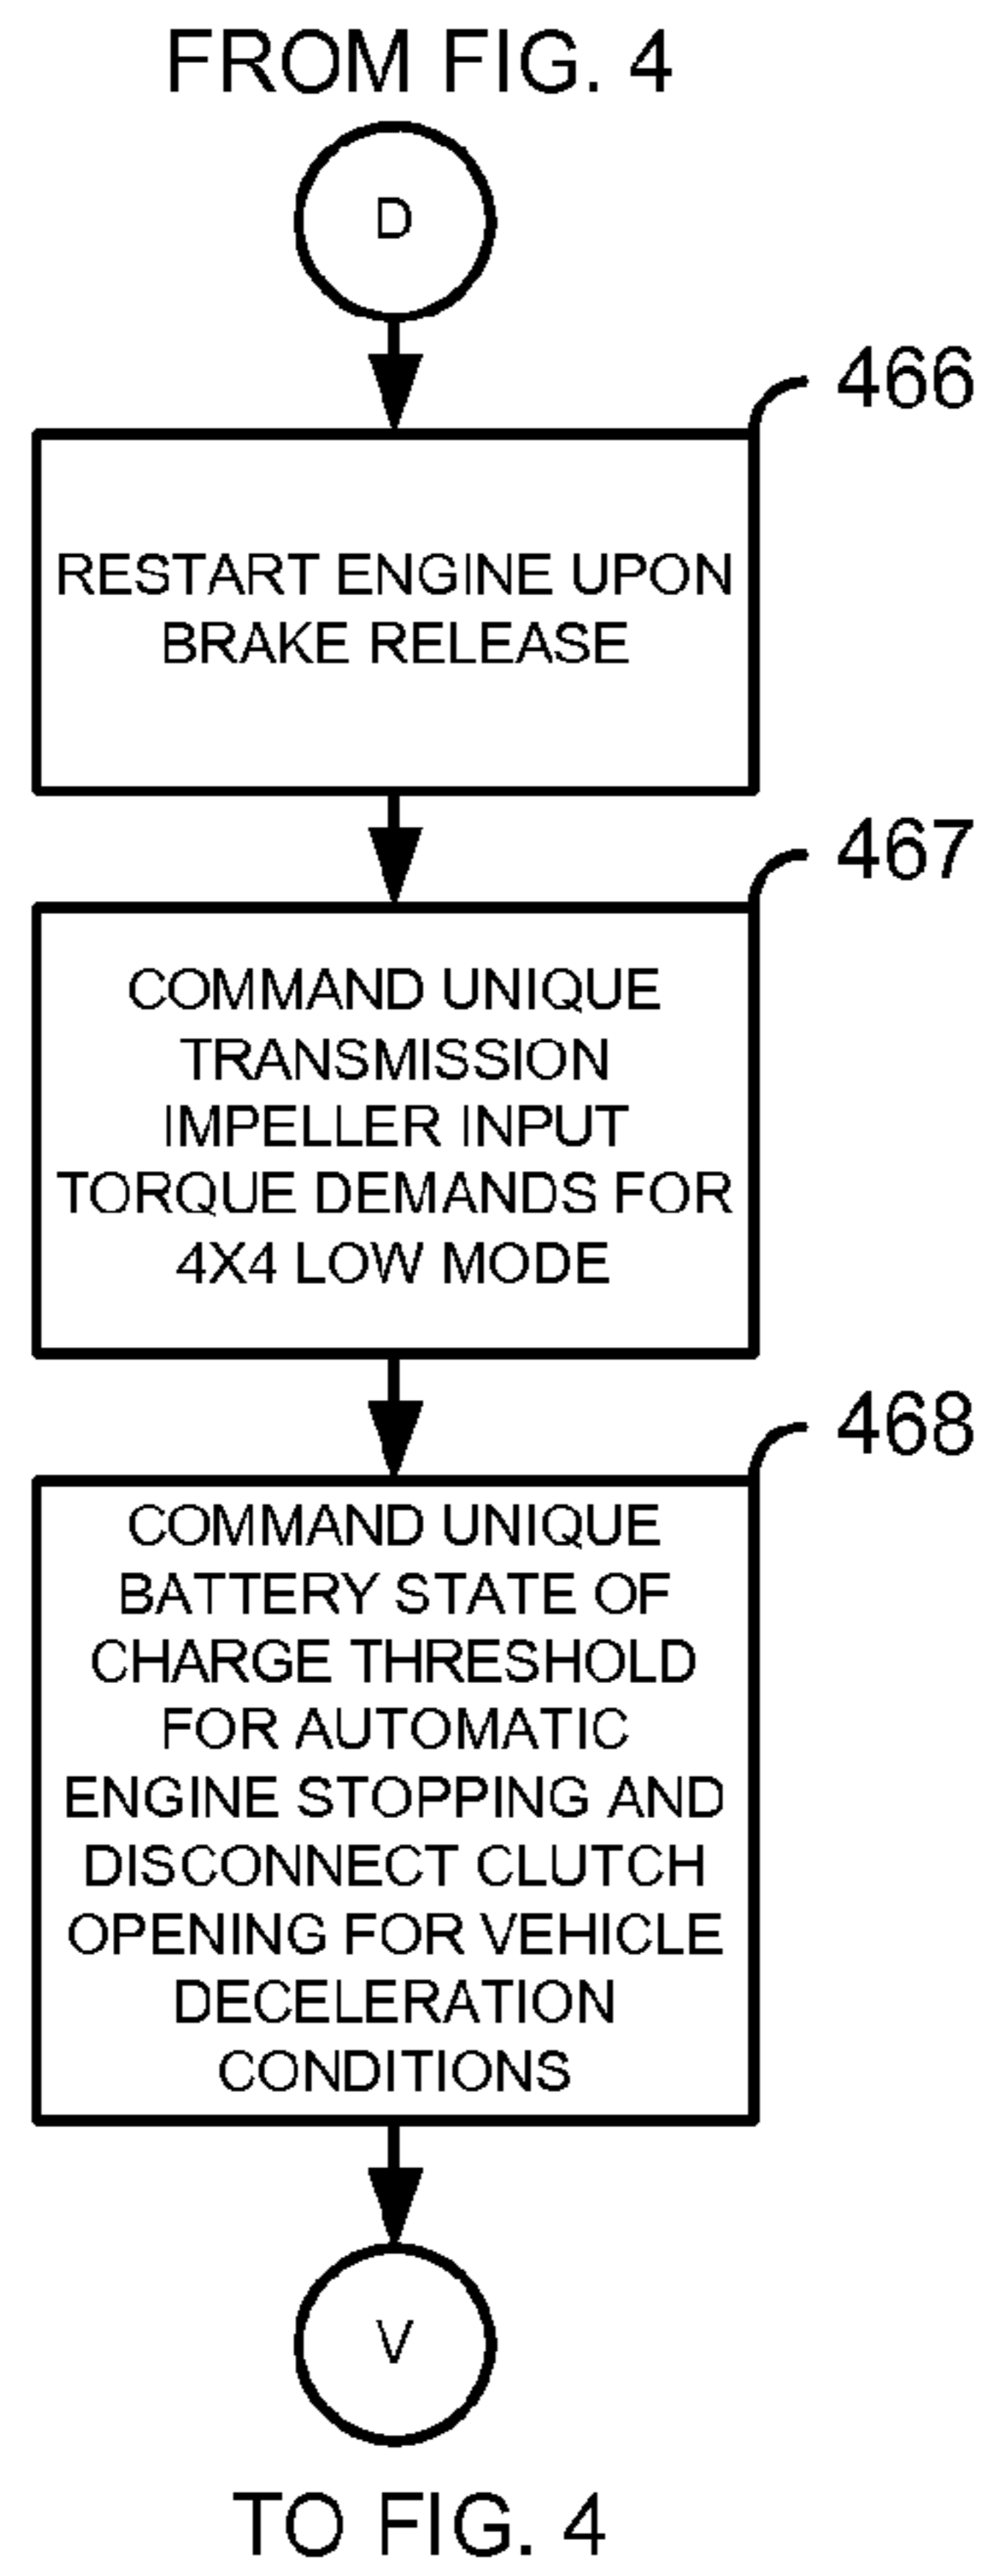 FROM FIG. 4
D
466
RESTART ENGINE UPON
BRAKE RELEASE
467
COMMAND UNIQUE
TRANSMISSION
IMPELLER INPUT
TORQUE DEMANDS FOR
4X4 LOW MODE
468
COMMAND UNIQUE
BATTERY STATE OF
CHARGE THRESHOLD
FOR AUTOMATIC
ENGINE STOPPING AND
DISCONNECT CLUTCH
OPENING FOR VEHICLE
DECELERATION
CONDITIONS
V
TO FIG. 4